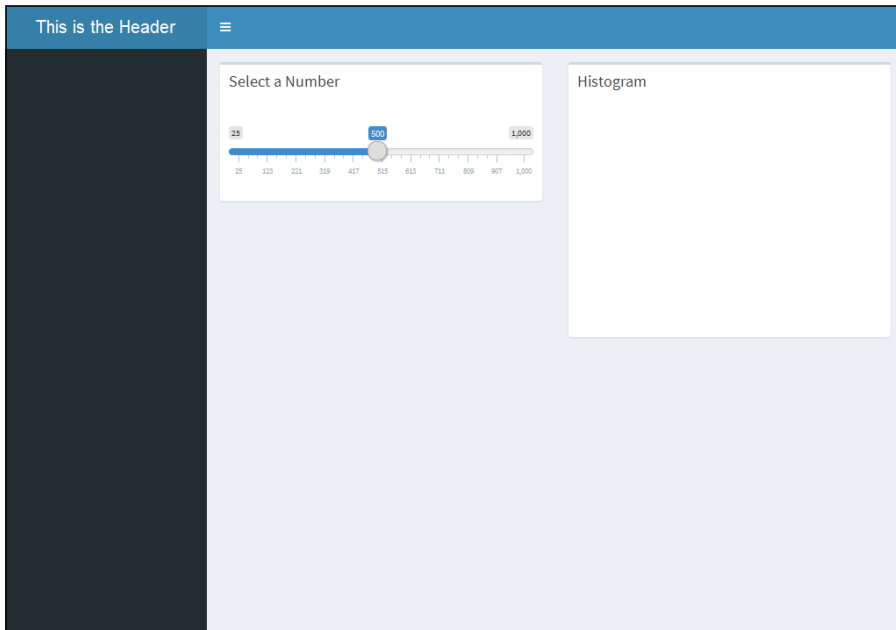 This is the Header
Select a Number
Histogram
25 500 1,000
25 123 221 319 417 515 613 711 809 907 1,000